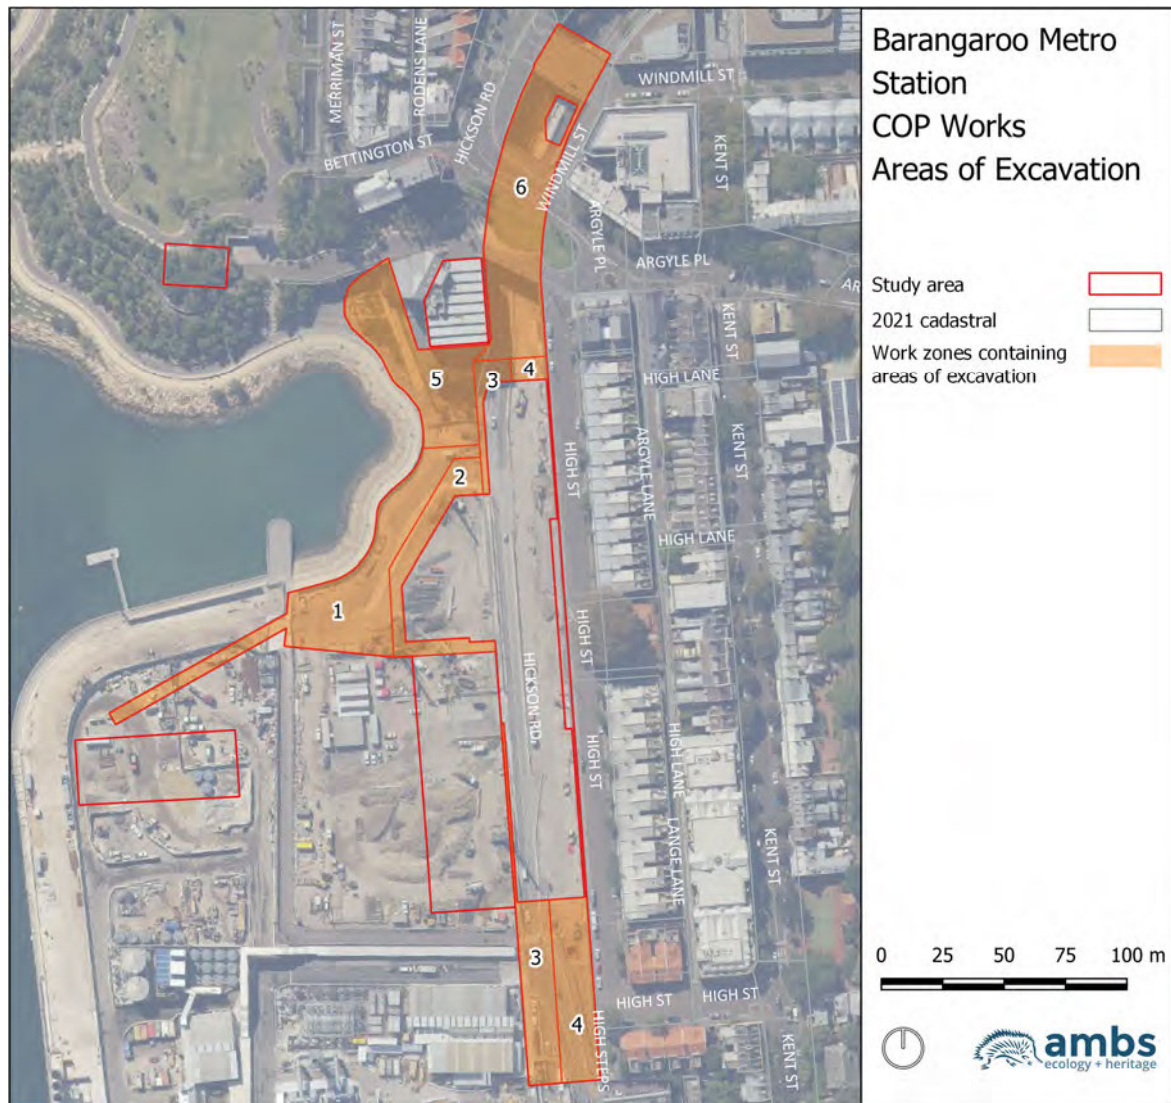 Barangaroo Metro
Station
COP Works
Areas of Excavation
Study area
2021 cadastral
Work zones containing
areas of excavation
0 25 50 75 100 m
ambs
ecology + heritage
MERRIMAN ST
RODENS LANE
HICKSON RD
BETTINGTON ST
WINDMILL ST
KENT ST
WINDMILL ST
6
ARGYLE PL
ARGYLE PL
AR
KENT ST
HIGH LANE
5
3
4
2
HIGH ST
ARGYLE LANE
KENT ST
HIGH LANE
1
HIGH ST
HICKSON RD
HIGH ST
HIGH LANE
LANGE LANE
KENT ST
3
4
HIGH ST
HIGH ST
HIGH STEPS
KENT ST